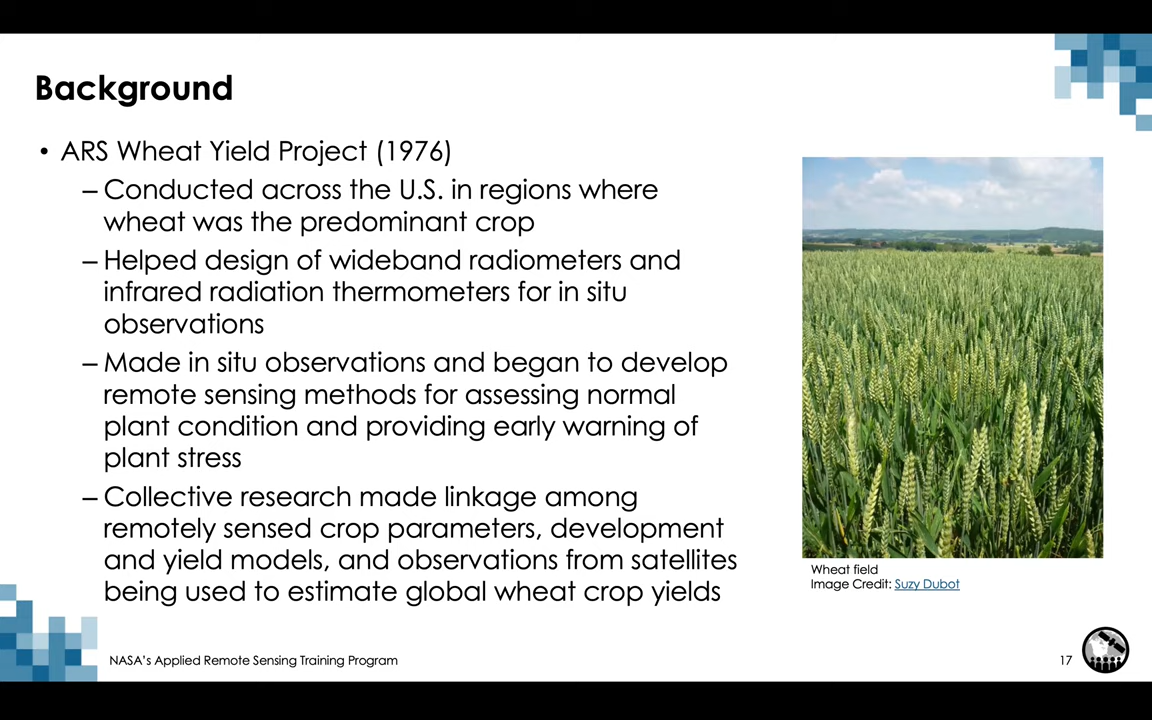 Background
• ARS Wheat Yield Project (1976)
– Conducted across the U.S. in regions where
wheat was the predominant crop
– Helped design of wideband radiometers and
infrared radiation thermometers for in situ
observations
– Made in situ observations and began to develop
remote sensing methods for assessing normal
plant condition and providing early warning of
plant stress
– Collective research made linkage among
remotely sensed crop parameters, development
and yield models, and observations from satellites
being used to estimate global wheat crop yields
Wheat field
Image Credit: Suzy Dubot
NASA's Applied Remote Sensing Training Program
17